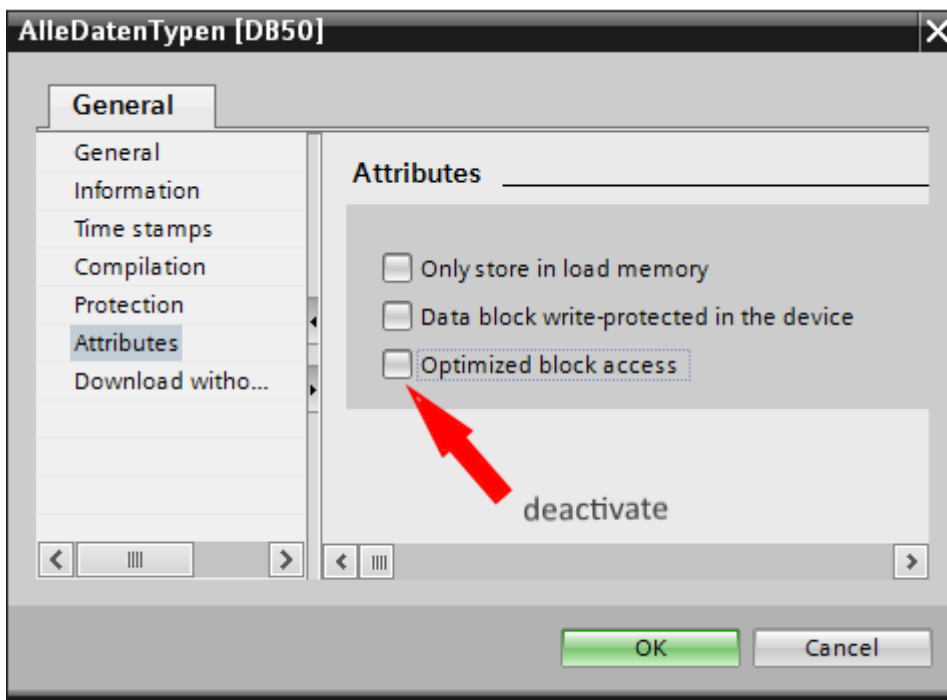 AlleDatenTypen [DB50]
General
General
Information
Time stamps
Compilation
Protection
Attributes
Download witho...
Attributes
Only store in load memory
Data block write-protected in the device
Optimized block access
deactivate
OK
Cancel